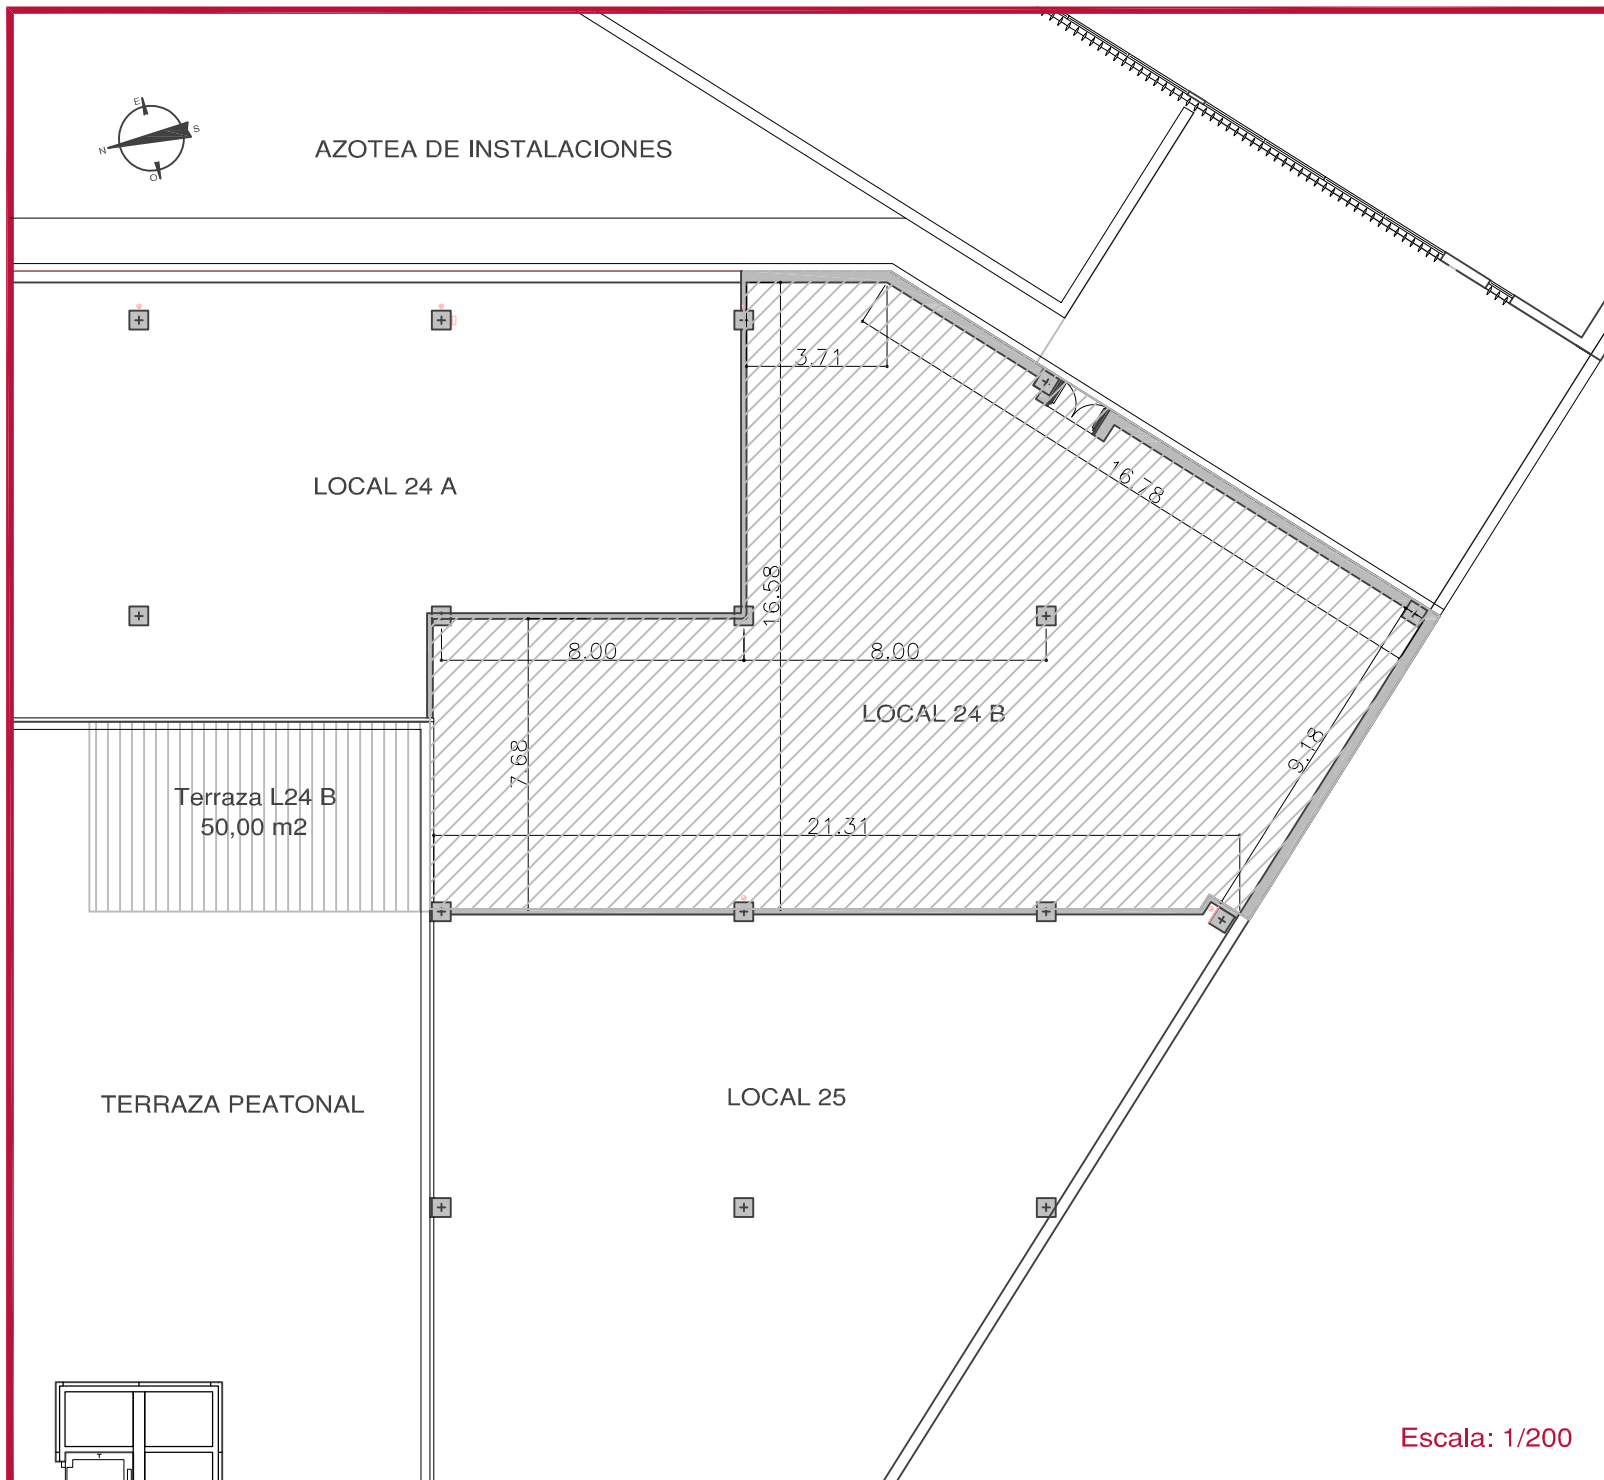 E
S
N
O
AZOTEA DE INSTALACIONES
3.71
16.78
LOCAL 24 A
16.58
8.00
8.00
LOCAL 24 B
7.68
9.18
Terraza L24 B
50,00 m2
21.31
LOCAL 25
TERRAZA PEATONAL
Escala: 1/200